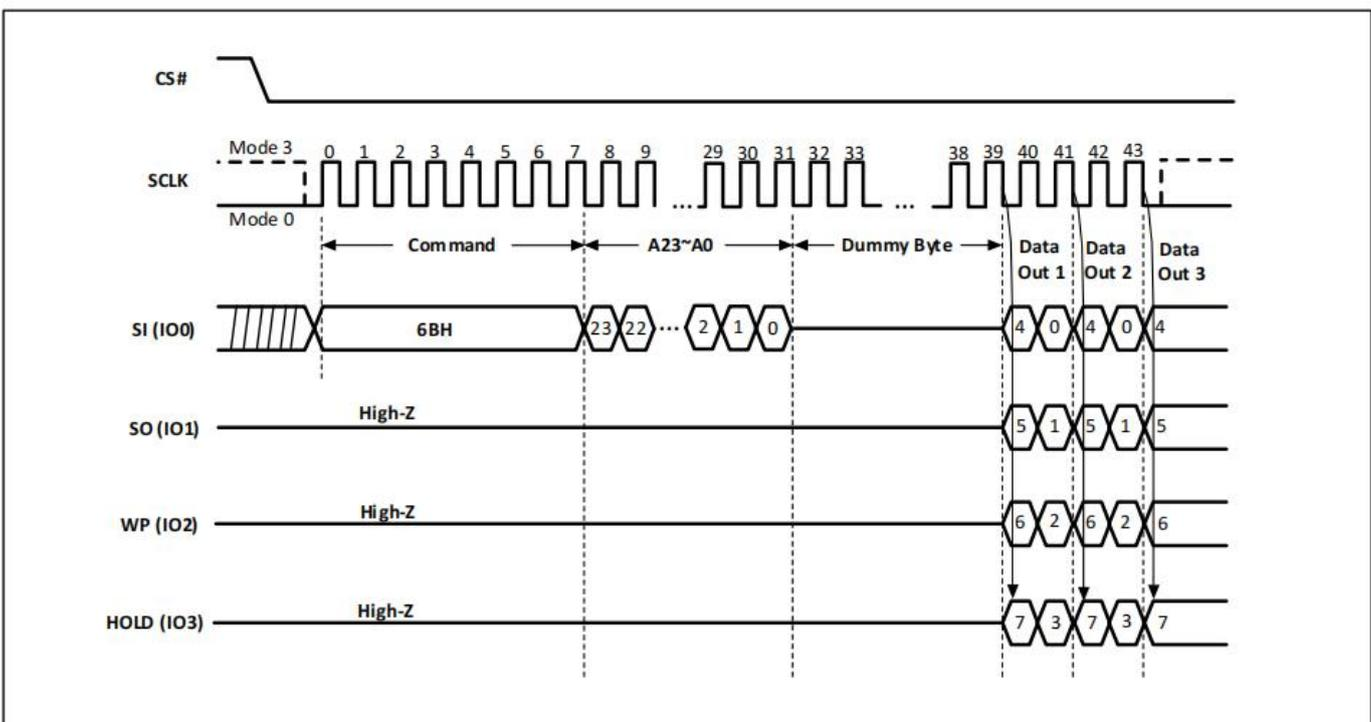 CS#
Mode 3
0 1 2 3 4 5 6 7 8 9 29 30 31 32 33 38 39 40 41 42 43
SCLK
... ...
Mode 0
Command A23~A0 Dummy Byte Data Out 1 Data Out 2 Data Out 3
SI (IO0) 6BH 23 22 ... 2 1 0 4 0 4 0 4
High-Z
SO (IO1) 5 1 5 1 5
High-Z
WP (IO2) 6 2 6 2 6
High-Z
HOLD (IO3) 7 3 7 3 7